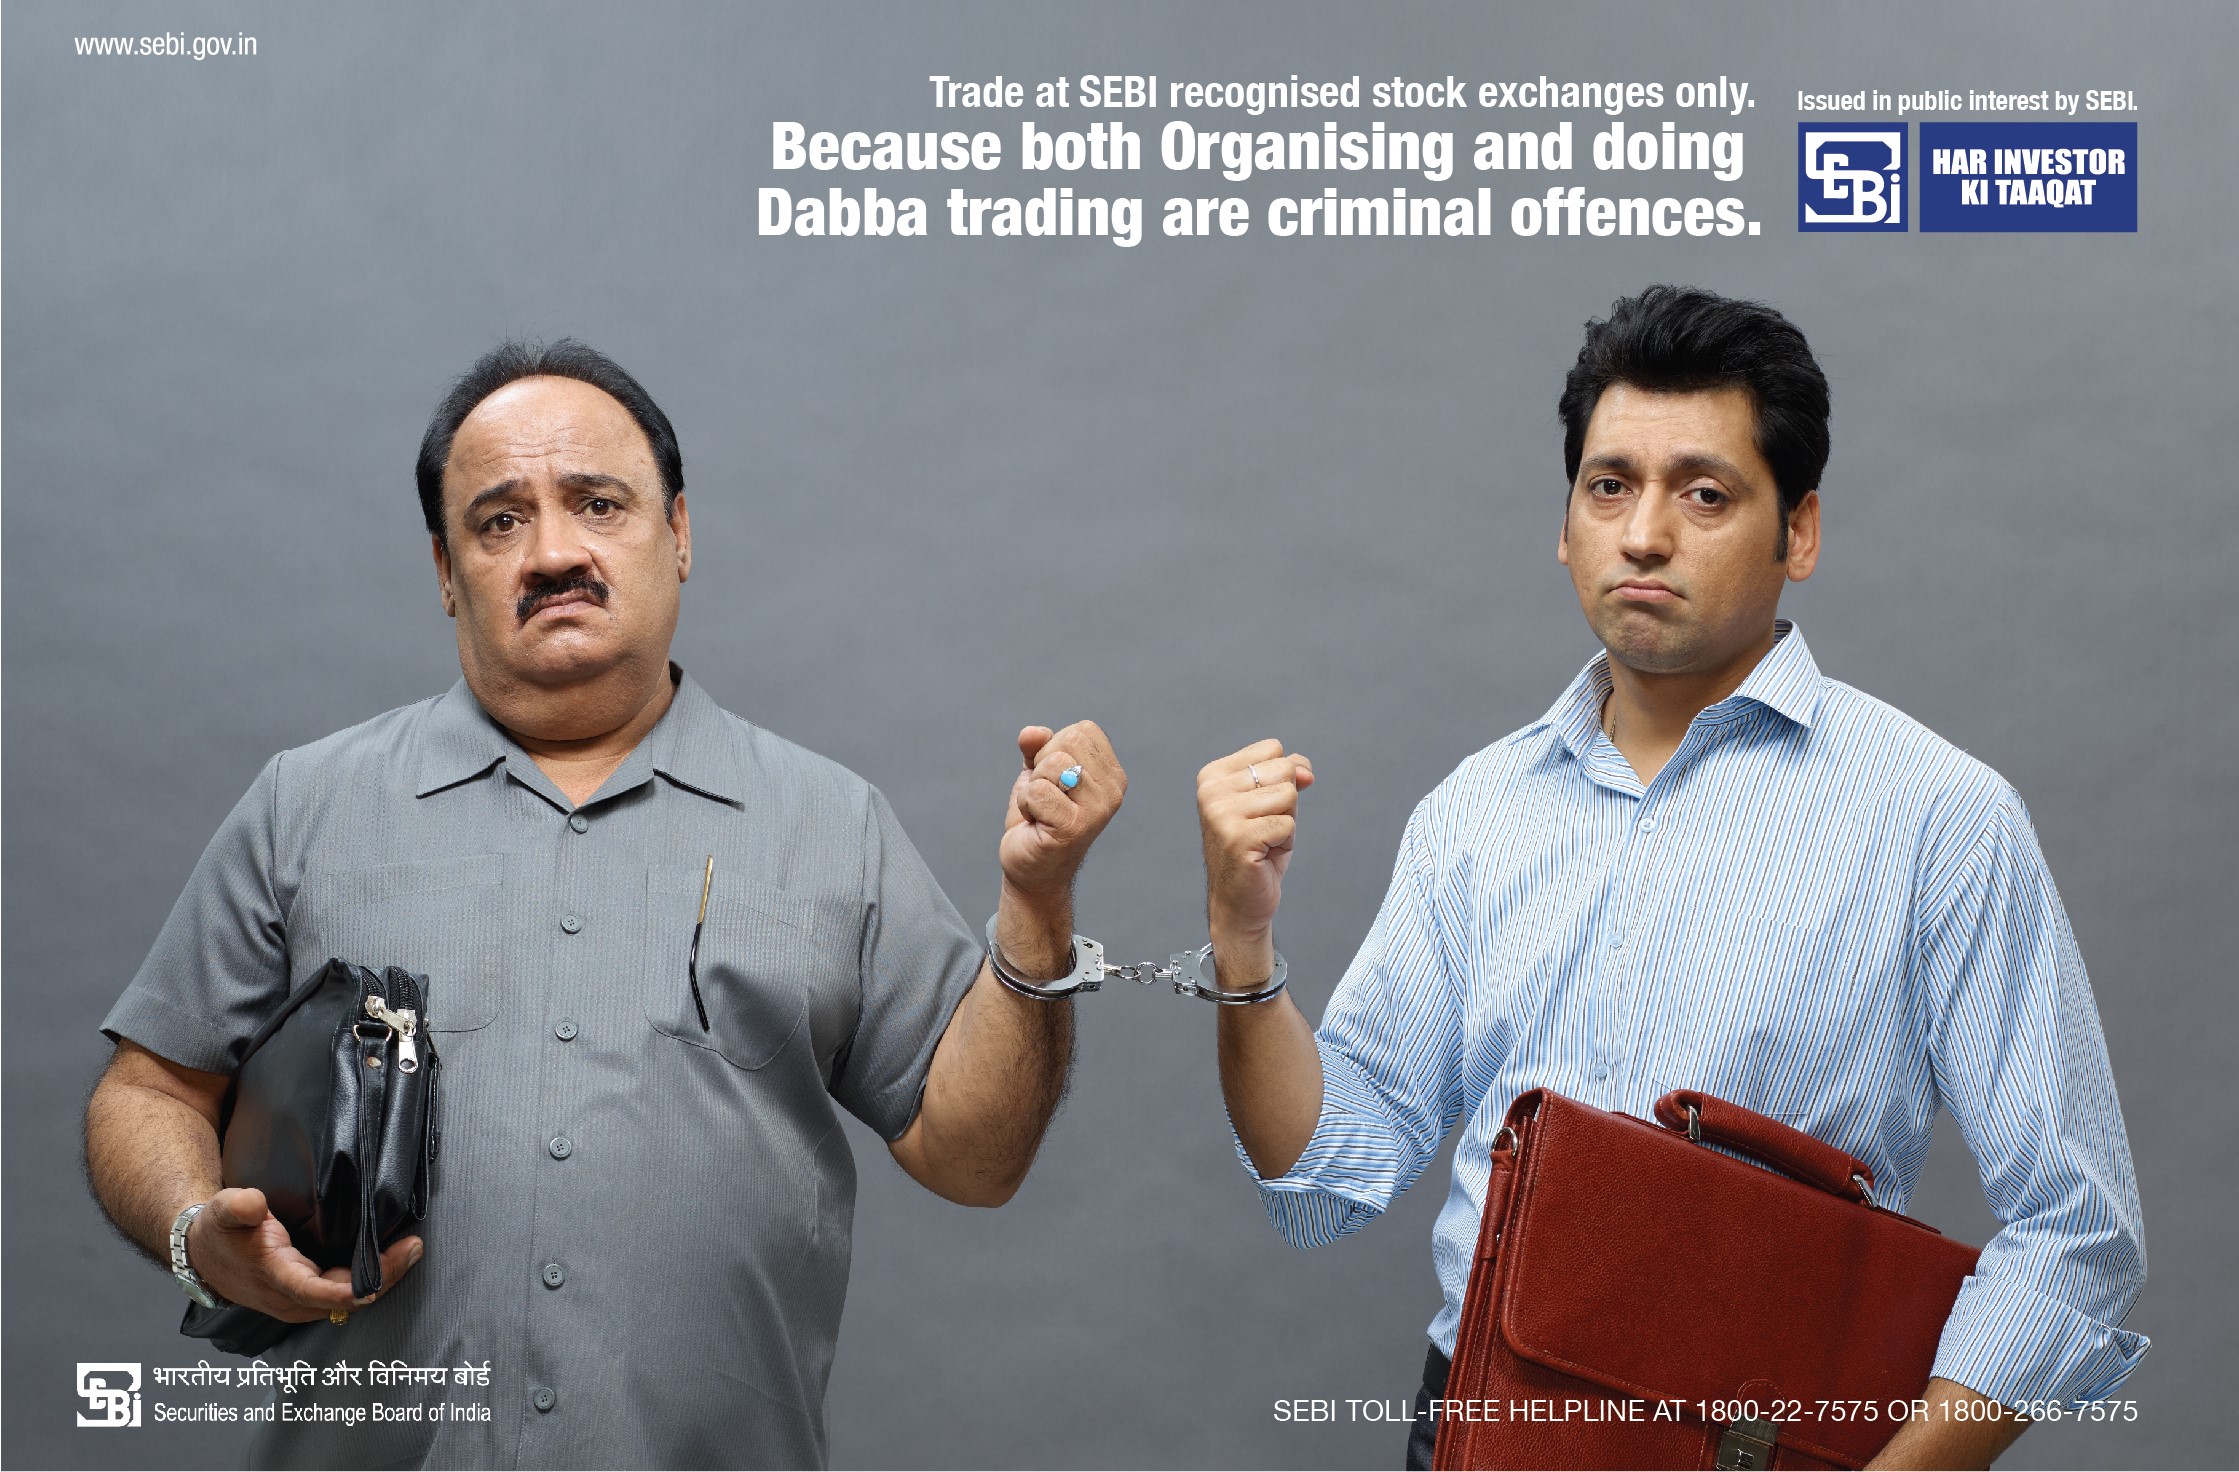 www.sebi.gov.in
Trade at SEBI recognised stock exchanges only.
Because both Organising and doing
Dabba trading are criminal offences.
Issued in public interest by SEBI.
SEBi
HAR INVESTOR
KI TAAQAT
SEBi
भारतीय प्रतिभूति और विनिमय बोर्ड
Securities and Exchange Board of India
SEBI TOLL-FREE HELPLINE AT 1800-22-7575 OR 1800-266-7575